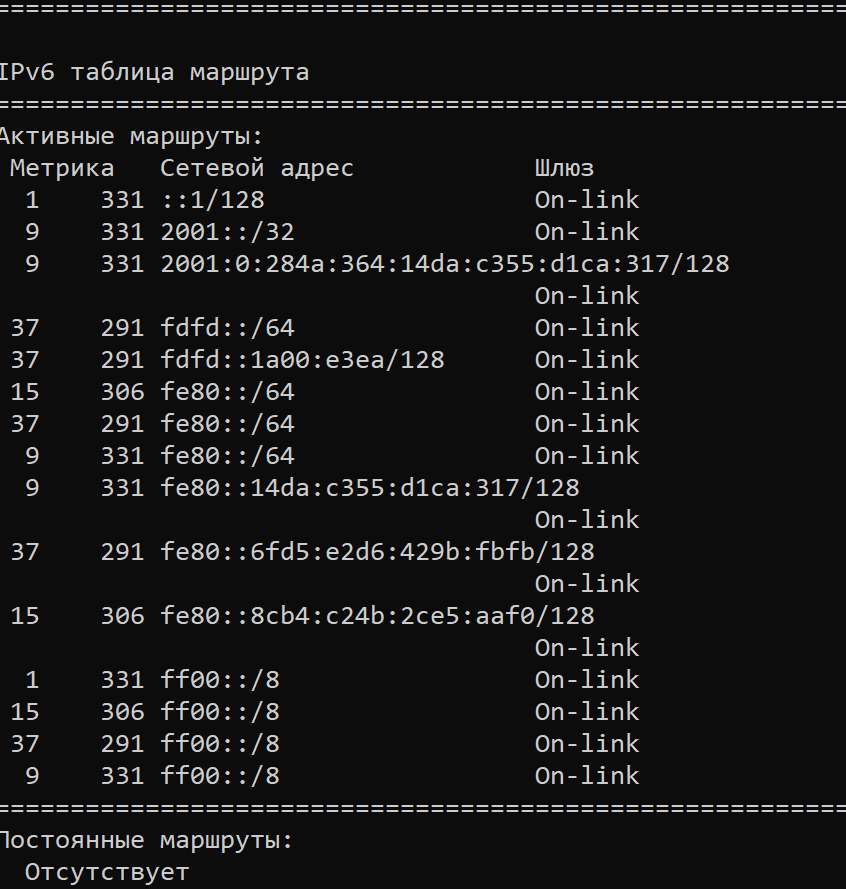 ===========================================================
IPv6 таблица маршрута
===========================================================
Активные маршруты:
 Метрика   Сетевой адрес            Шлюз
  1    331 ::1/128                  On-link
  9    331 2001::/32                On-link
  9    331 2001:0:284a:364:14da:c355:d1ca:317/128
                                    On-link
 37    291 fdfd::/64                On-link
 37    291 fdfd::1a00:e3ea/128      On-link
 15    306 fe80::/64                On-link
 37    291 fe80::/64                On-link
  9    331 fe80::/64                On-link
  9    331 fe80::14da:c355:d1ca:317/128
                                    On-link
 37    291 fe80::6fd5:e2d6:429b:fbfb/128
                                    On-link
 15    306 fe80::8cb4:c24b:2ce5:aaf0/128
                                    On-link
  1    331 ff00::/8                 On-link
 15    306 ff00::/8                 On-link
 37    291 ff00::/8                 On-link
  9    331 ff00::/8                 On-link
===========================================================
Постоянные маршруты:
  Отсутствует